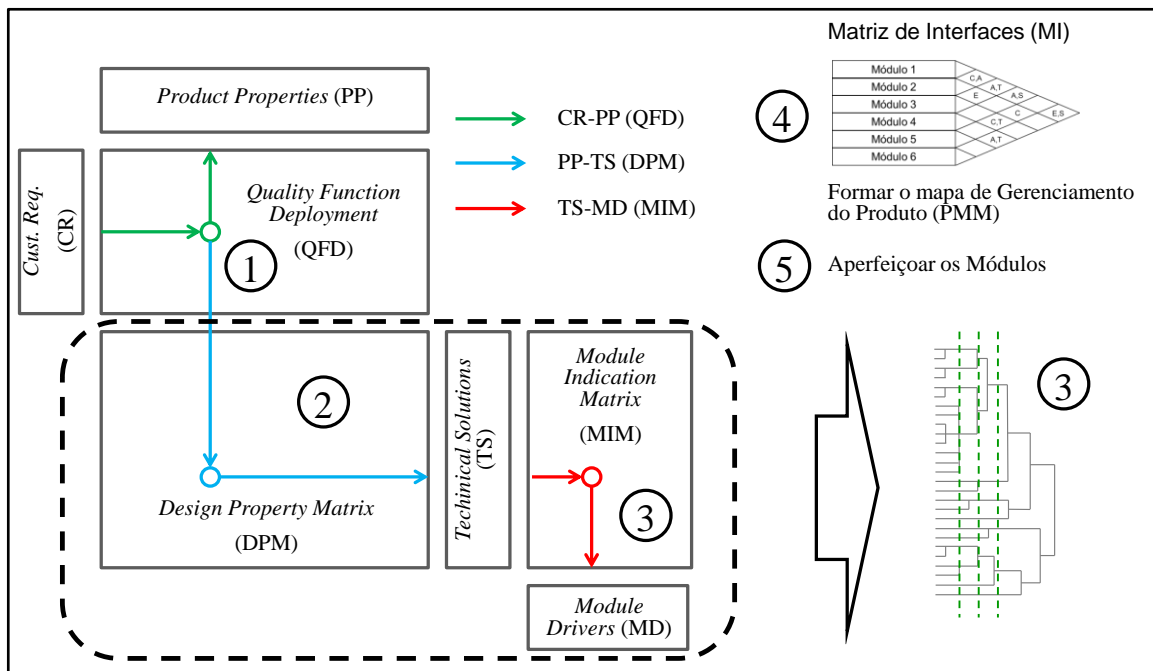 Product Properties (PP)
Cust. Req.
(CR)
Quality Function
Deployment
(QFD)
1
CR-PP (QFD)
PP-TS (DPM)
TS-MD (MIM)
2
Design Property Matrix
(DPM)
Techinical Solutions
(TS)
Module
Indication
Matrix
(MIM)
3
Module
Drivers (MD)
Matriz de Interfaces (MI)
4
Módulo 1
Módulo 2
Módulo 3
Módulo 4
Módulo 5
Módulo 6
C,A
A,T
E
A,S
C
E,S
C,T
A,T
Formar o mapa de Gerenciamento
do Produto (PMM)
5
Aperfeiçoar os Módulos
3